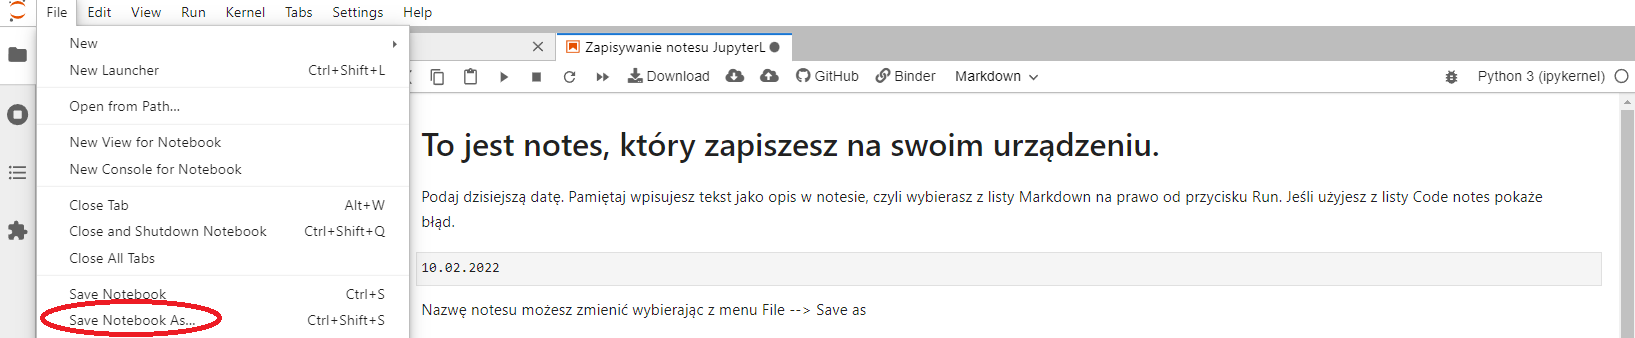 File Edit View Run Kernel Tabs Settings Help
New
New Launcher Ctrl+Shift+L
Open from Path...
New View for Notebook
New Console for Notebook
Close Tab Alt+W
Close and Shutdown Notebook Ctrl+Shift+Q
Close All Tabs
Save Notebook Ctrl+S
Save Notebook As... Ctrl+Shift+S
Zapisywanie notesu JupyterL
Download GitHub Binder Markdown Python 3 (ipykernel)
To jest notes, który zapiszesz na swoim urządzeniu.
Podaj dzisiejszą datę. Pamiętaj wpisujesz tekst jako opis w notesie, czyli wybierasz z listy Markdown na prawo od przycisku Run. Jeśli użyjesz z listy Code notes pokaże
błąd.
10.02.2022
Nazwę notesu możesz zmienić wybierając z menu File --> Save as